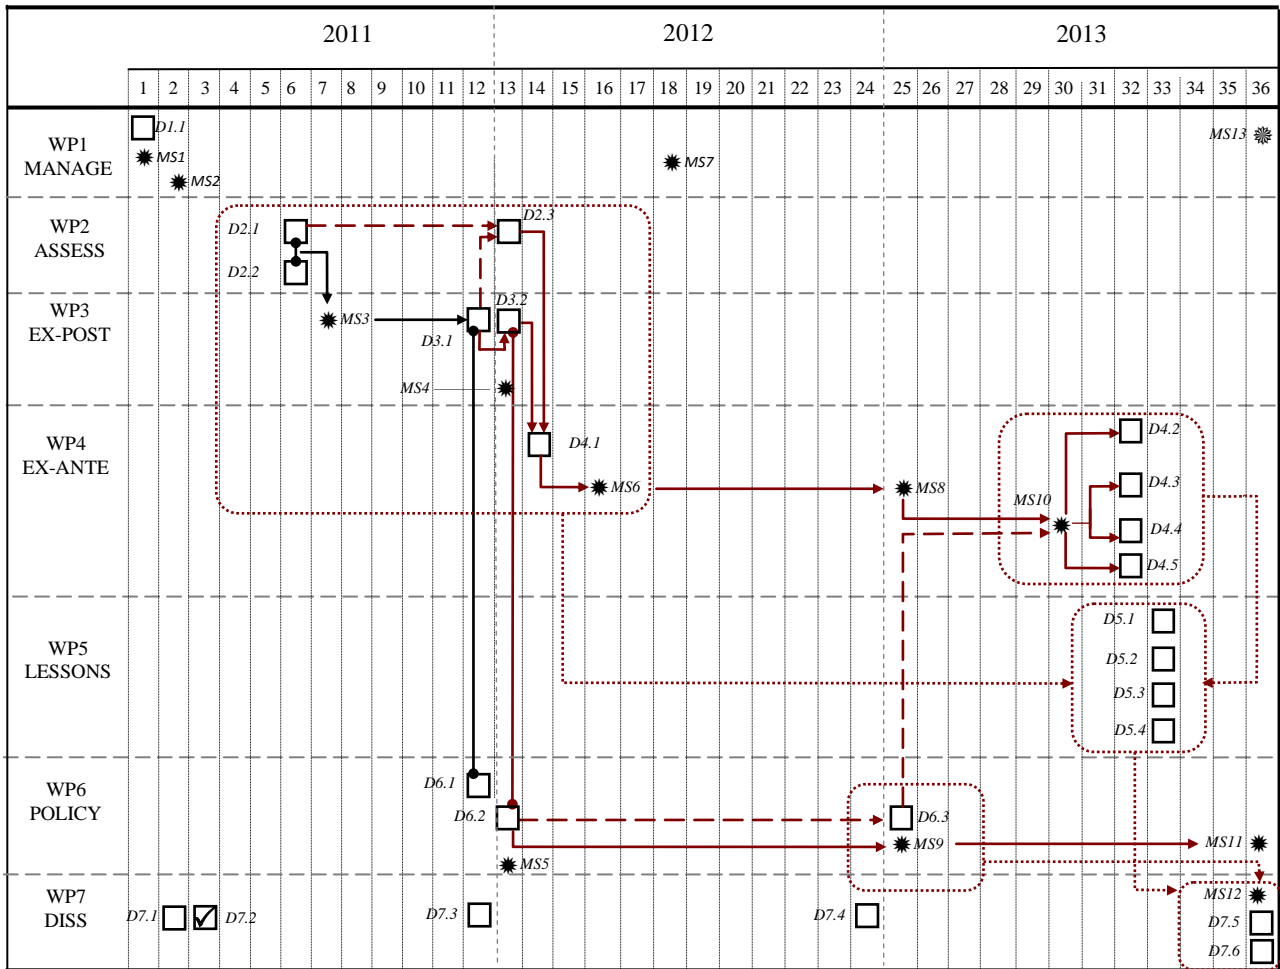 2011 2012 2013
1 2 3 4 5 6 7 8 9 10 11 12 13 14 15 16 17 18 19 20 21 22 23 24 25 26 27 28 29 30 31 32 33 34 35 36
WP1
MANAGE
D1.1
MS1
MS2
MS7
MS13
WP2
ASSESS
D2.1
D2.2
D2.3
WP3
EX-POST
MS3
D3.1
D3.2
MS4
WP4
EX-ANTE
D4.1
MS6
MS8
MS10
D4.2
D4.3
D4.4
D4.5
WP5
LESSONS
D5.1
D5.2
D5.3
D5.4
WP6
POLICY
D6.1
D6.2
D6.3
MS9
MS11
MS5
WP7
DISS
D7.1
D7.2
D7.3
D7.4
MS12
D7.5
D7.6